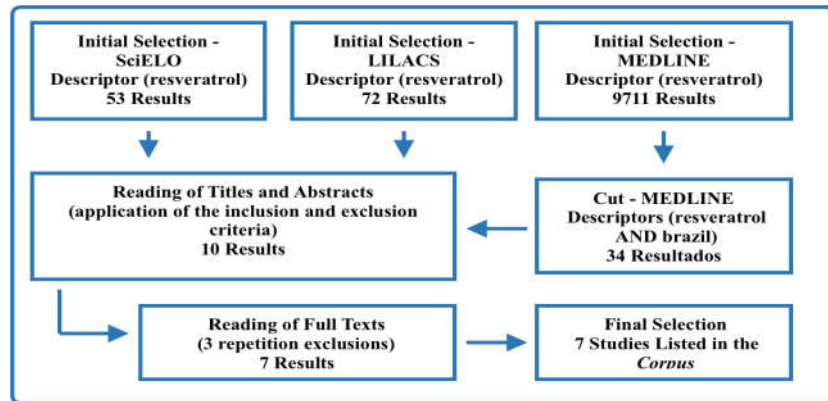 Initial Selection -
SciELO
Descriptor (resveratrol)
53 Results
Initial Selection -
LILACS
Descriptor (resveratrol)
72 Results
Initial Selection -
MEDLINE
Descriptor (resveratrol)
9711 Results
Reading of Titles and Abstracts
(application of the inclusion and exclusion
criteria)
10 Results
Cut - MEDLINE
Descriptors (resveratrol
AND brazil)
34 Resultados
Reading of Full Texts
(3 repetition exclusions)
7 Results
Final Selection
7 Studies Listed in the
Corpus